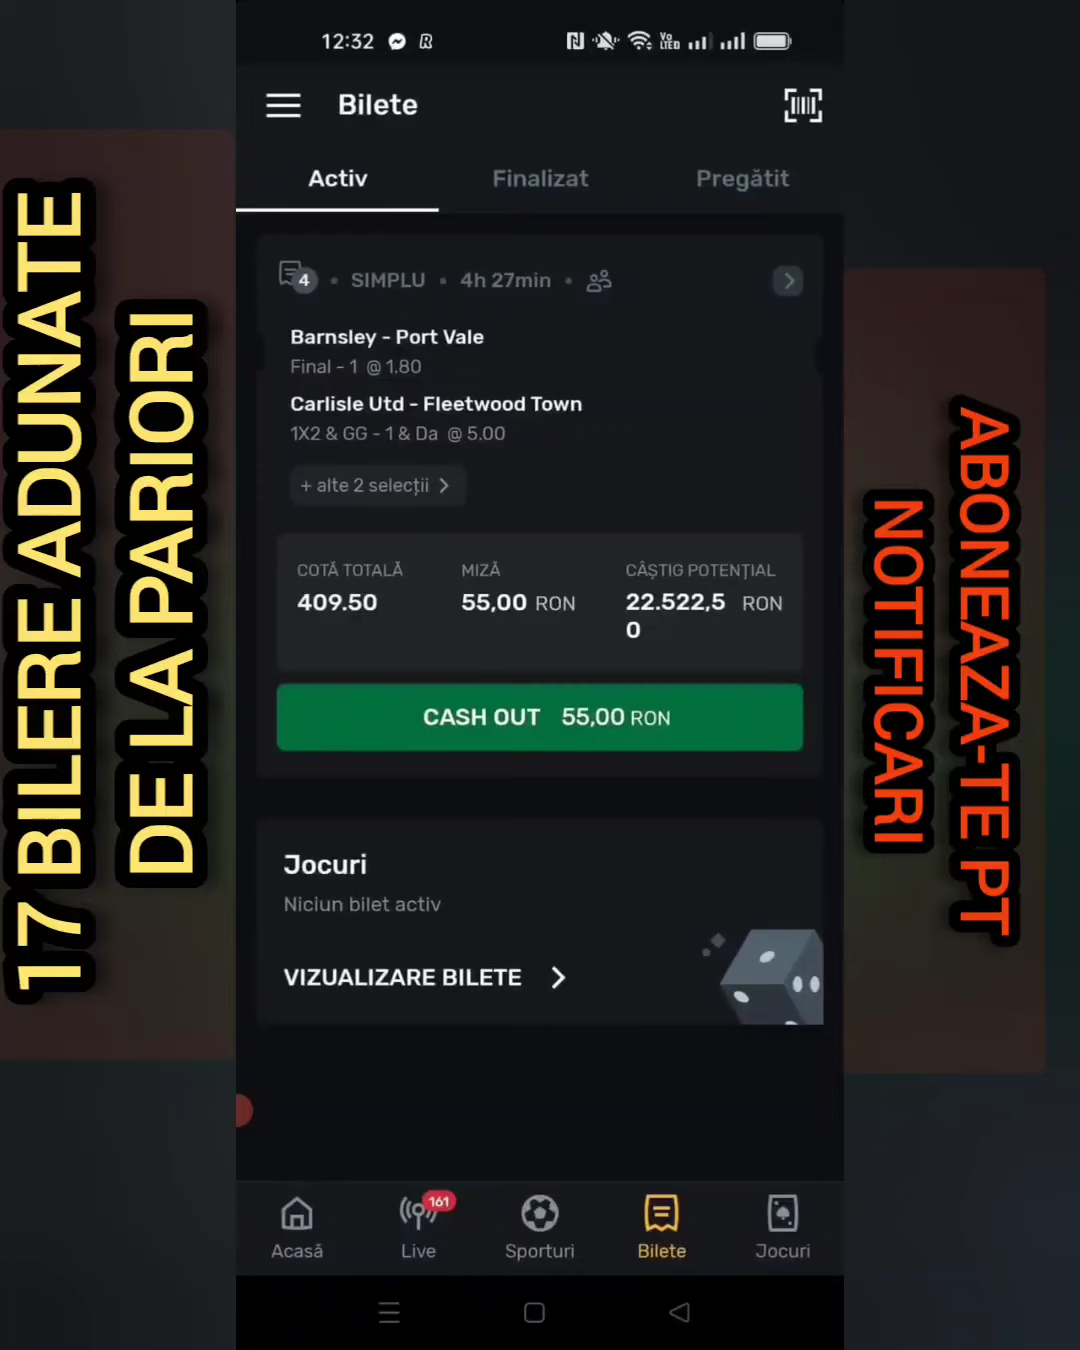 17 BILERE ADUNATE
DE LA PARIORI
12:32
Vo
LTED
Bilete
Activ
Finalizat
Pregătit
4 • SIMPLU • 4h 27min •
Barnsley - Port Vale
Final - 1 @ 1.80
Carlisle Utd - Fleetwood Town
1X2 & GG - 1 & Da @ 5.00
+ alte 2 selecții
COTĂ TOTALĂ
409.50
MIZĂ
55,00 RON
CÂȘTIG POTENȚIAL
22.522,5 RON
0
CASH OUT 55,00 RON
Jocuri
Niciun bilet activ
VIZUALIZARE BILETE
161
Acasă
Live
Sporturi
Bilete
Jocuri
ABONEAZA-TE PT
NOTIFICARI